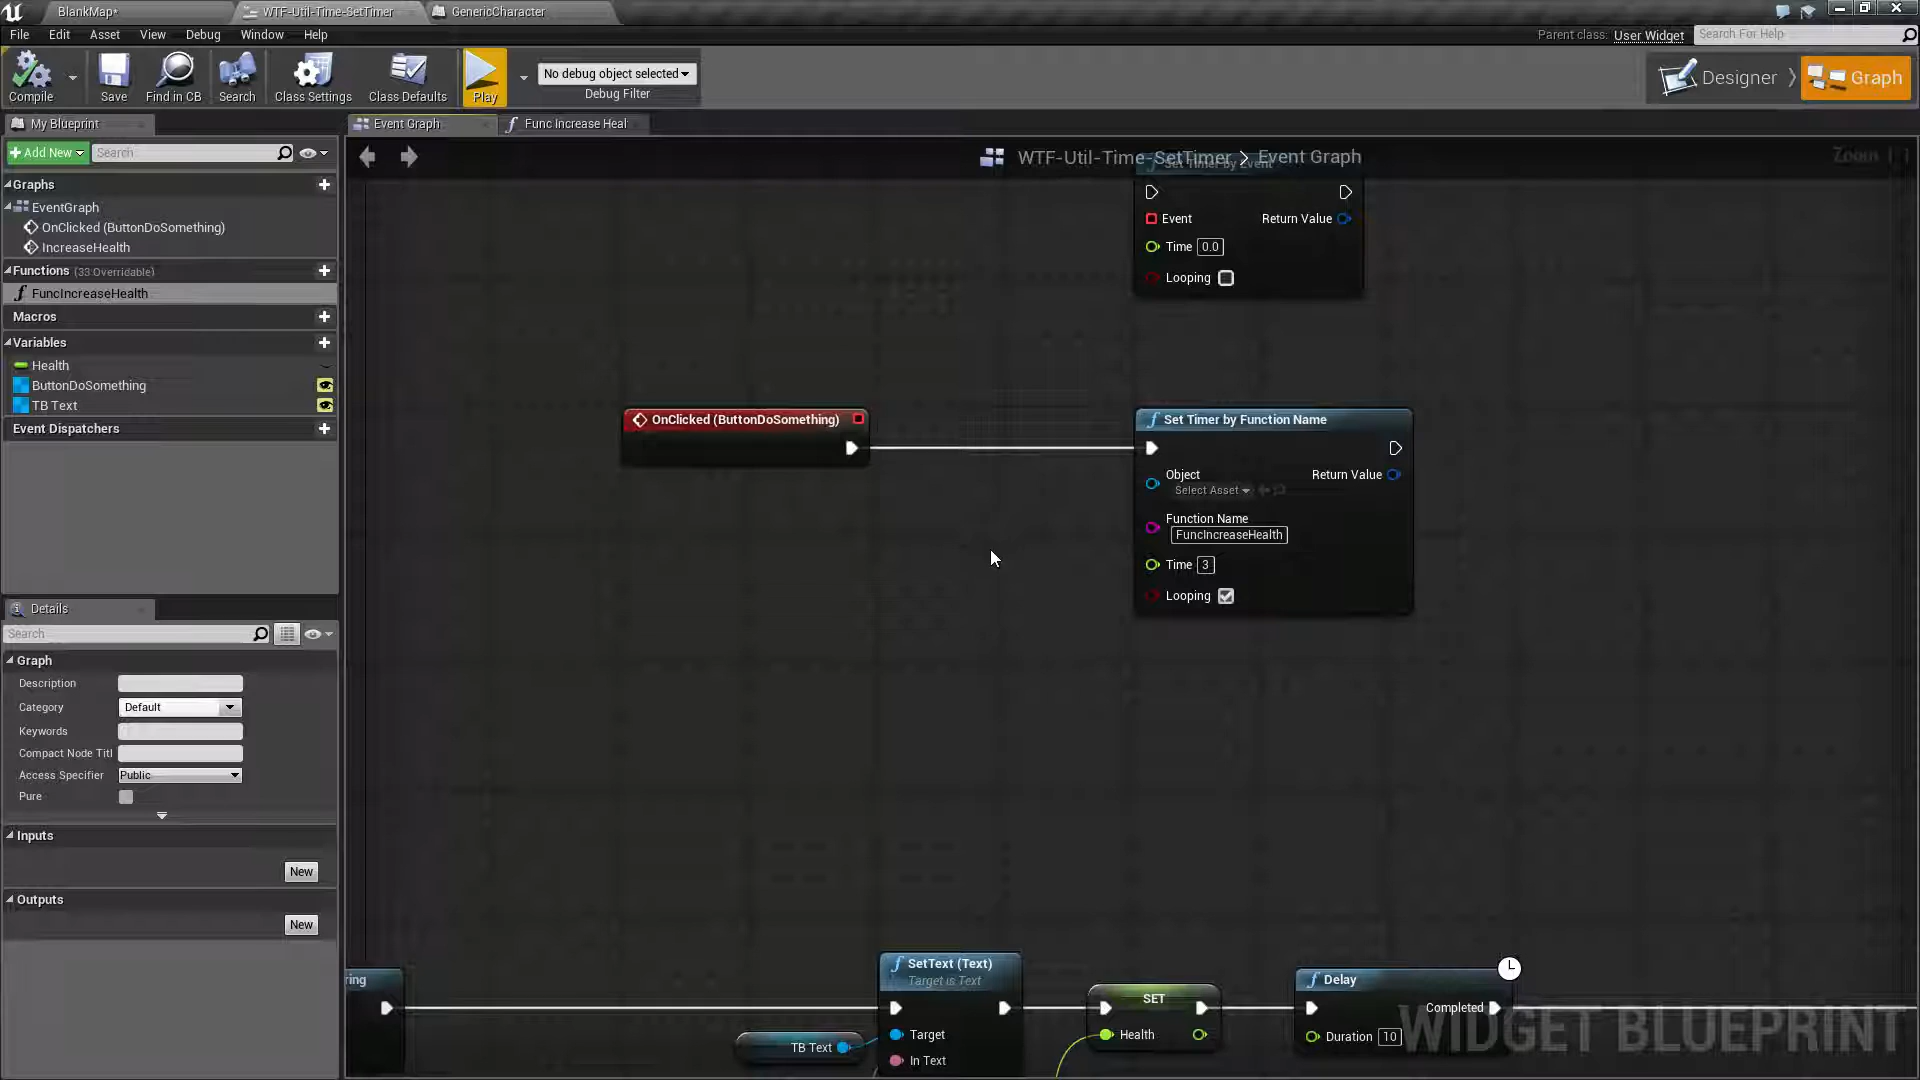 BlankMap*
WTF-Util-Time-SetTimer
GenericCharacter
File Edit Asset View Debug Window Help
Parent class: User Widget
Search For Help
Compile
Save
Find in CB
Search
Class Settings
Class Defaults
Play
No debug object selected
Debug Filter
Designer
Graph
My Blueprint
Event Graph
Func Increase Heal
Add New
Search
WTF-Util-Time-SetTimer > Event Graph
Zoom
Graphs
EventGraph
OnClicked (ButtonDoSomething)
IncreaseHealth
Functions (33 Overridable)
FuncIncreaseHealth
Macros
Variables
Health
ButtonDoSomething
TB Text
Event Dispatchers
Set Timer by Event
Event
Return Value
Time 0.0
Looping
OnClicked (ButtonDoSomething)
Set Timer by Function Name
Object
Select Asset
Return Value
Function Name
FuncIncreaseHealth
Time 3
Looping
Details
Search
Graph
Description
Category
Default
Keywords
Compact Node Titl
Access Specifier
Public
Pure
Inputs
New
Outputs
New
ring
SetText (Text)
Target is Text
Target
In Text
TB Text
SET
Health
Delay
Completed
Duration 10
WIDGET BLUEPRINT